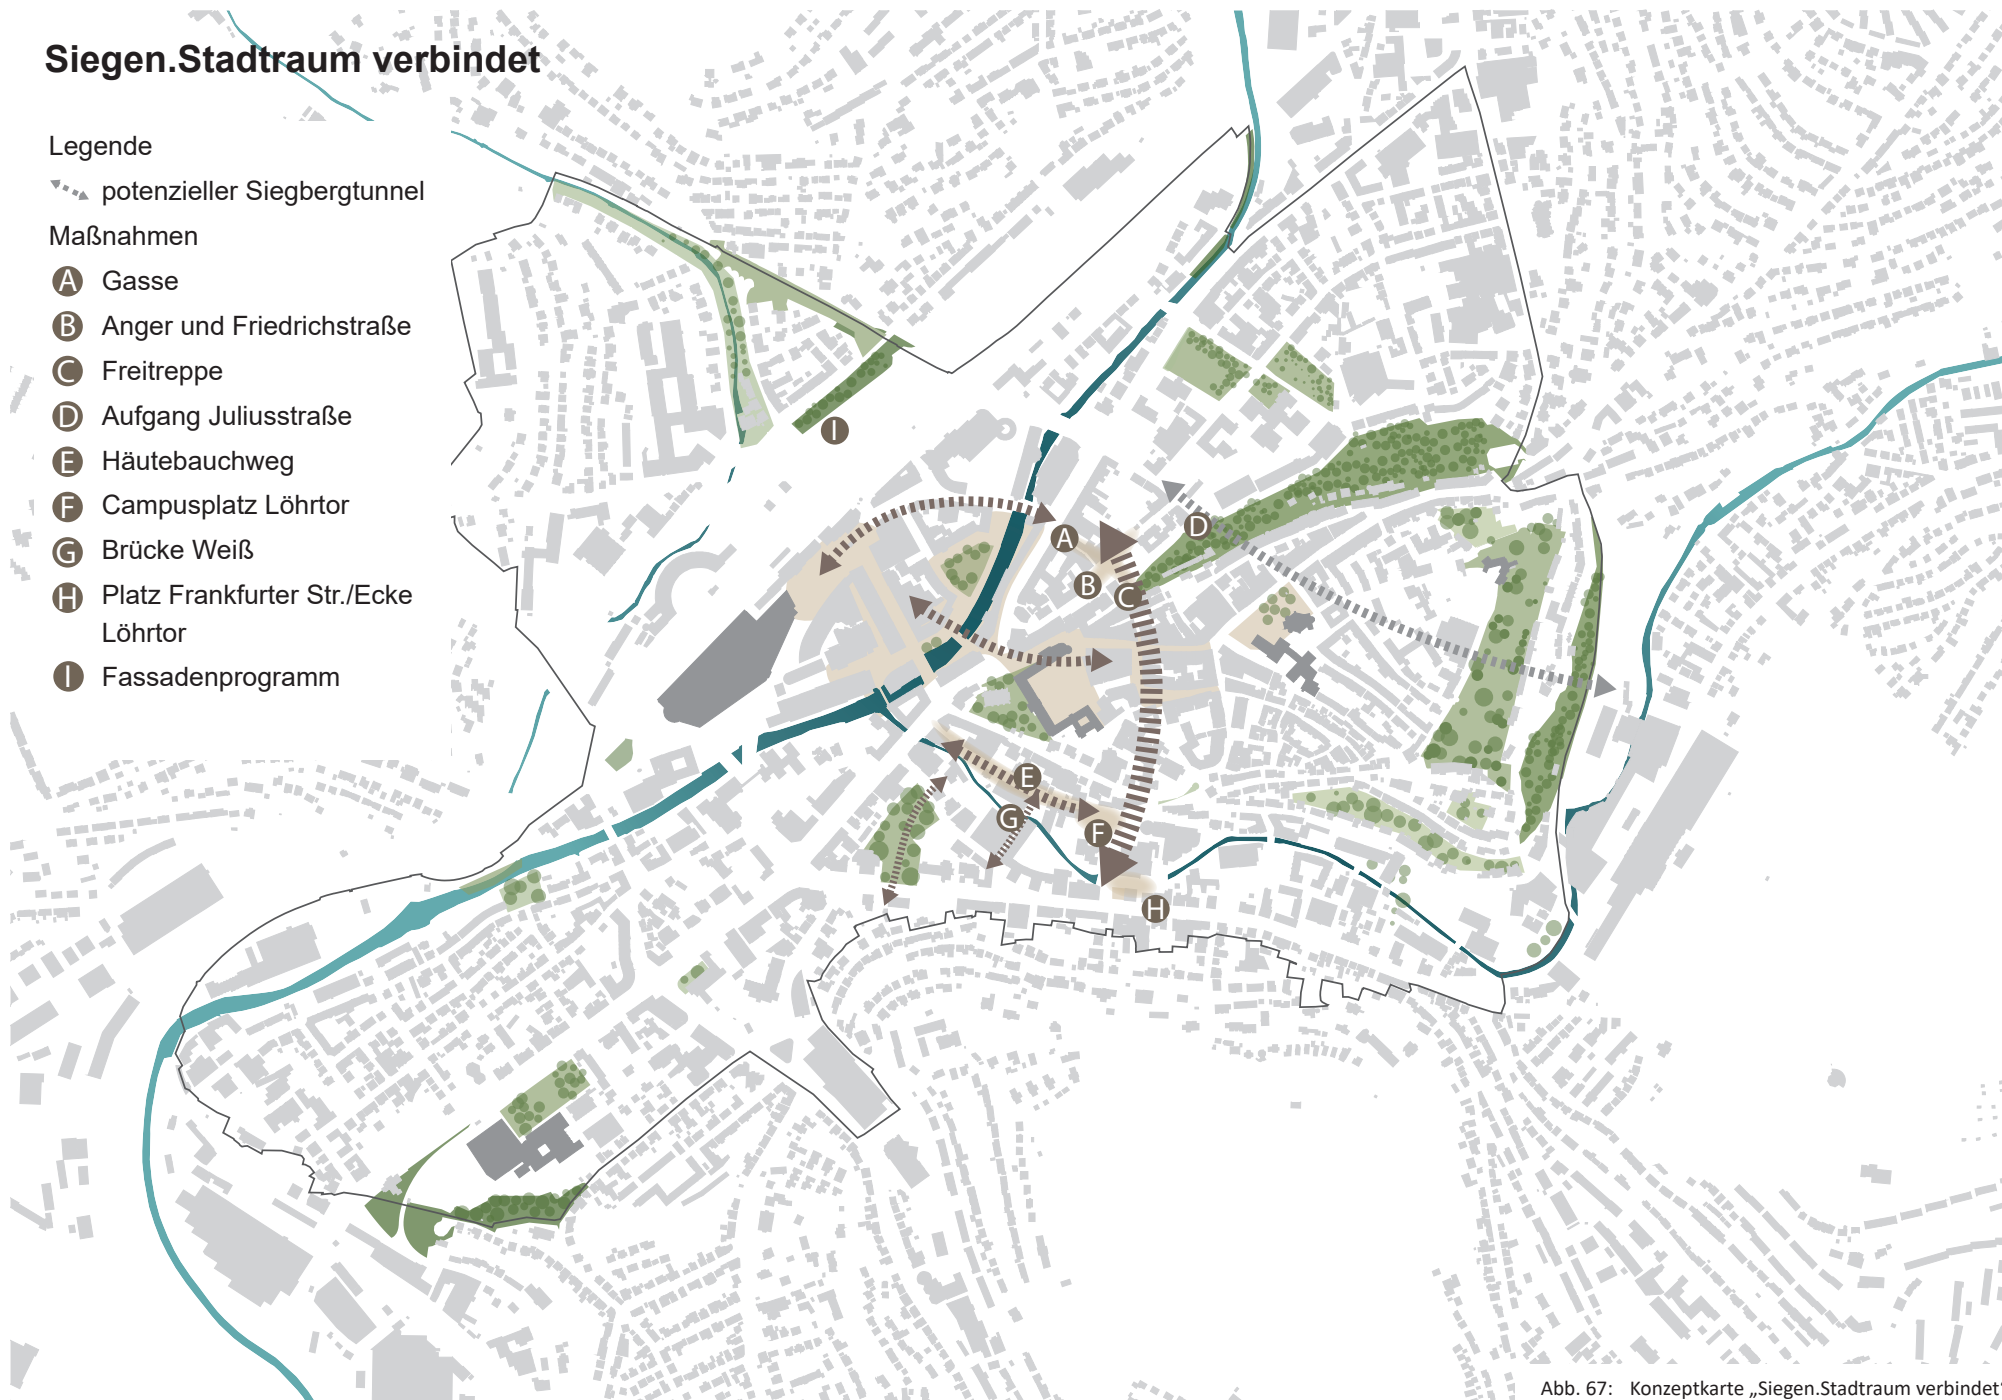 Siegen.Stadtraum verbindet
Legende
potenzieller Siegbergtunnel
Maßnahmen
A Gasse
B Anger und Friedrichstraße
C Freitreppe
D Aufgang Juliusstraße
E Häutebauchweg
F Campusplatz Löhrtor
G Brücke Weiß
H Platz Frankfurter Str./Ecke
Löhrtor
I Fassadenprogramm
I
A
D
B
C
E
G
F
H
Abb. 67: Konzeptkarte „Siegen.Stadtraum verbindet“